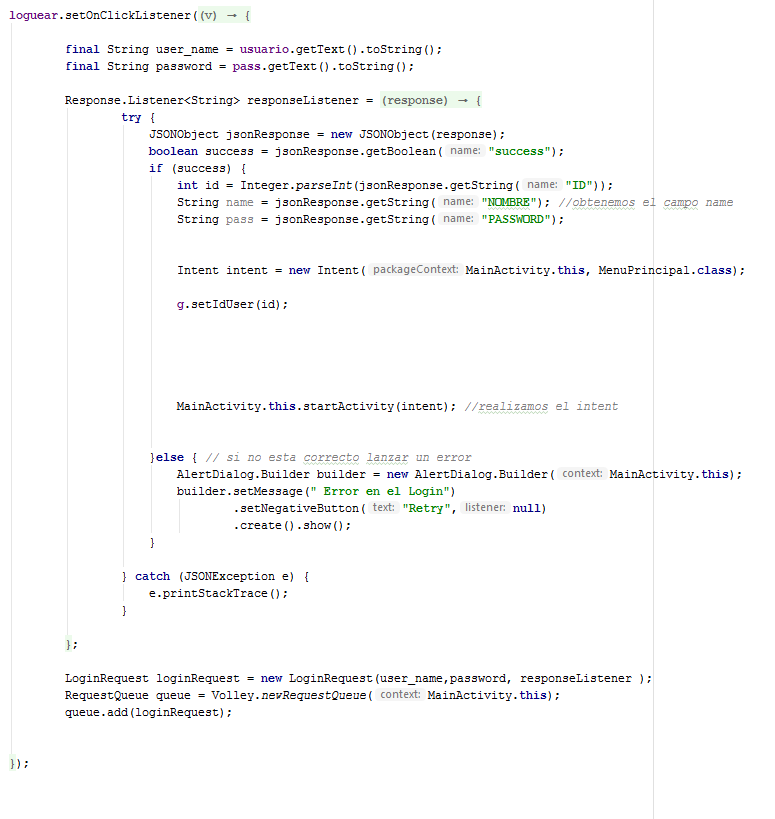 loguear.setOnClickListener((v) → {
final String user_name = usuario.getText().toString();
final String password = pass.getText().toString();
Response.Listener<String> responseListener = (response) → {
try {
JSONObject jsonResponse = new JSONObject(response);
boolean success = jsonResponse.getBoolean( name: "success");
if (success) {
int id = Integer.parseInt(jsonResponse.getString( name: "ID"));
String name = jsonResponse.getString( name: "NOMBRE"); //obtenemos el campo name
String pass = jsonResponse.getString( name: "PASSWORD");
Intent intent = new Intent( packageContext: MainActivity.this, MenuPrincipal.class);
g.setIdUser(id);
MainActivity.this.startActivity(intent); //realizamos el intent
}else { // si no esta correcto lanzar un error
AlertDialog.Builder builder = new AlertDialog.Builder( context: MainActivity.this);
builder.setMessage(" Error en el Login")
.setNegativeButton( text: "Retry", listener: null)
.create().show();
}
} catch (JSONException e) {
e.printStackTrace();
}
};
LoginRequest loginRequest = new LoginRequest(user_name,password, responseListener );
RequestQueue queue = Volley.newRequestQueue( context: MainActivity.this);
queue.add(loginRequest);
});